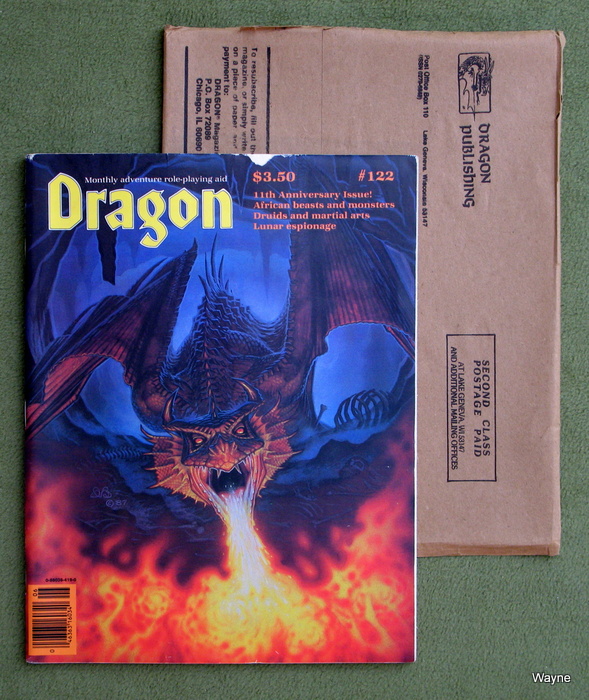 Monthly adventure role-playing aid
Dragon
$3.50
#122
11th Anniversary Issue!
African beasts and monsters
Druids and martial arts
Lunar espionage
06
DRAGON
PUBLISHING
Post Office Box 110 Lake Geneva, Wisconsin 53147
To resubscribe, fill out th
magazine, or simply write
on a piece of paper and
payment to:
DRAGON® Magazi
P.O. Box 72089
Chicago, IL 60690
SECOND CLASS
POSTAGE PAID
AT LAKE GENEVA, WI 53147
AND ADDITIONAL MAILING OFFICES
Wayne